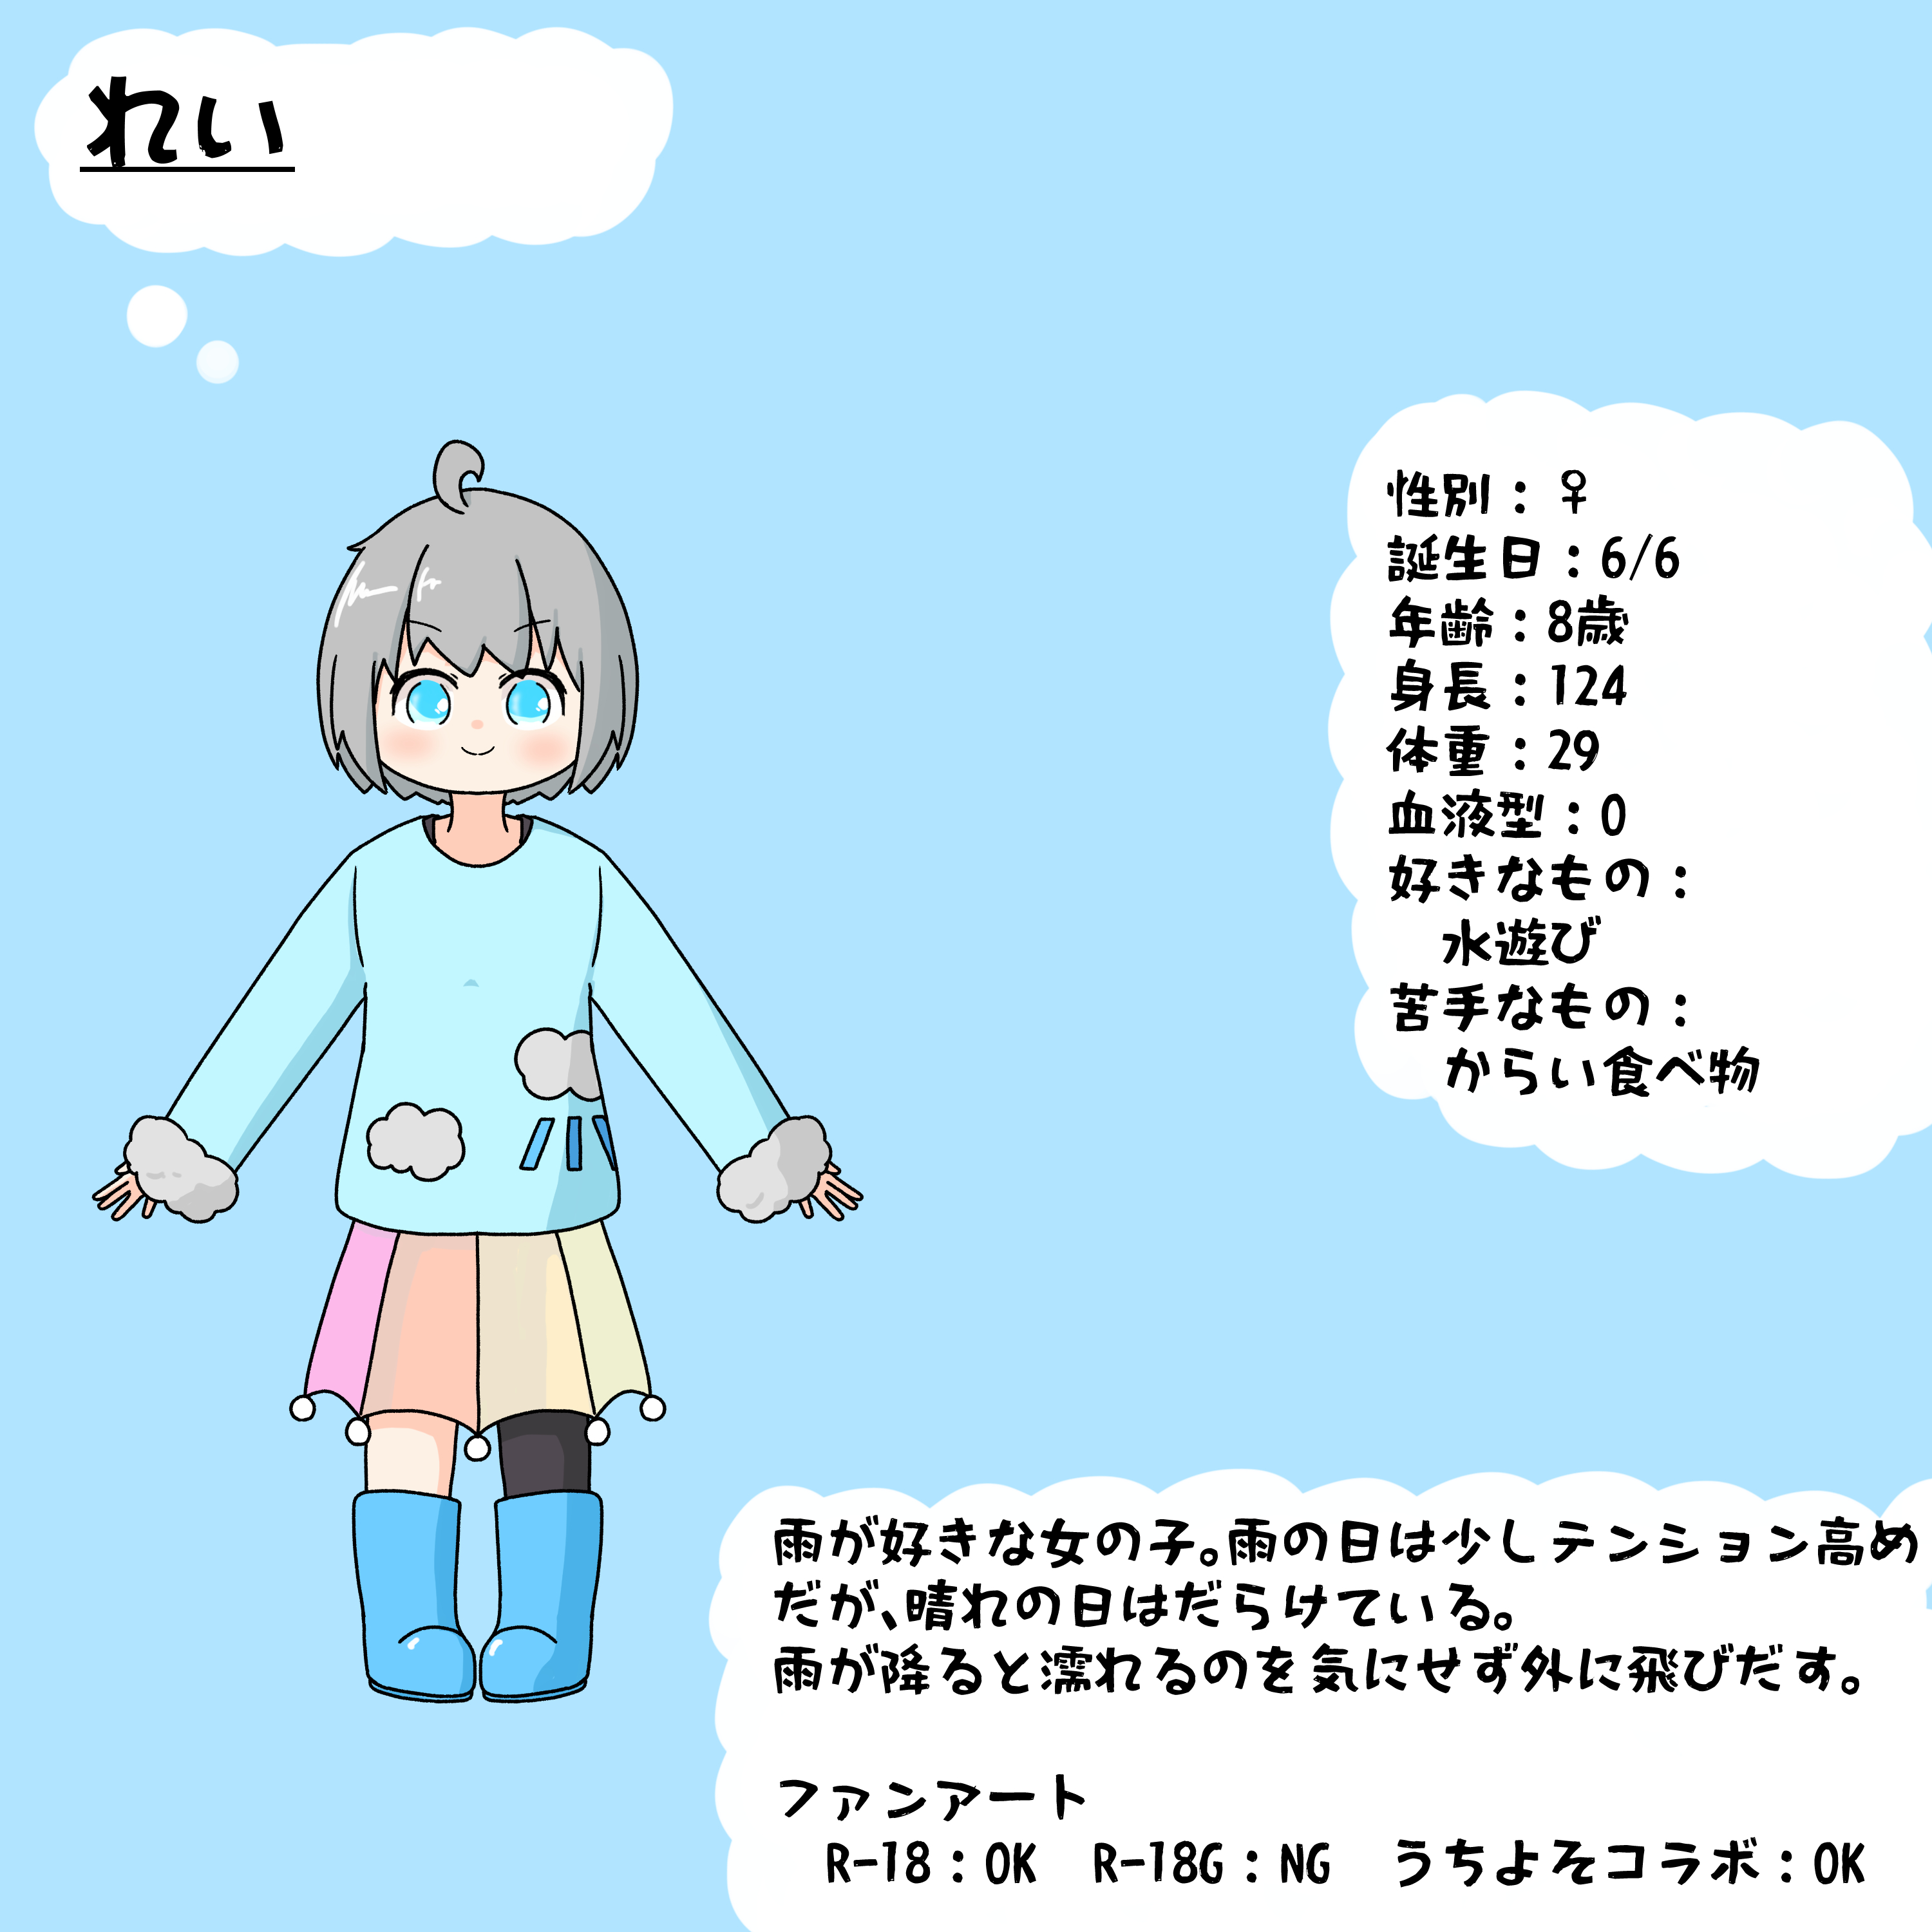 れい
性別：♀
誕生日：6/6
年齢：8歳
身長：124
体重：29
血液型：O
好きなもの：
水遊び
苦手なもの：
からい食べ物
雨が好きな女の子。雨の日は少しテンション高め
だが、晴れの日はだらけている。
雨が降ると濡れるのを気にせず外に飛びだす。
ファンアート
R-18：OK　R-18G：NG　うちよそコラボ：OK